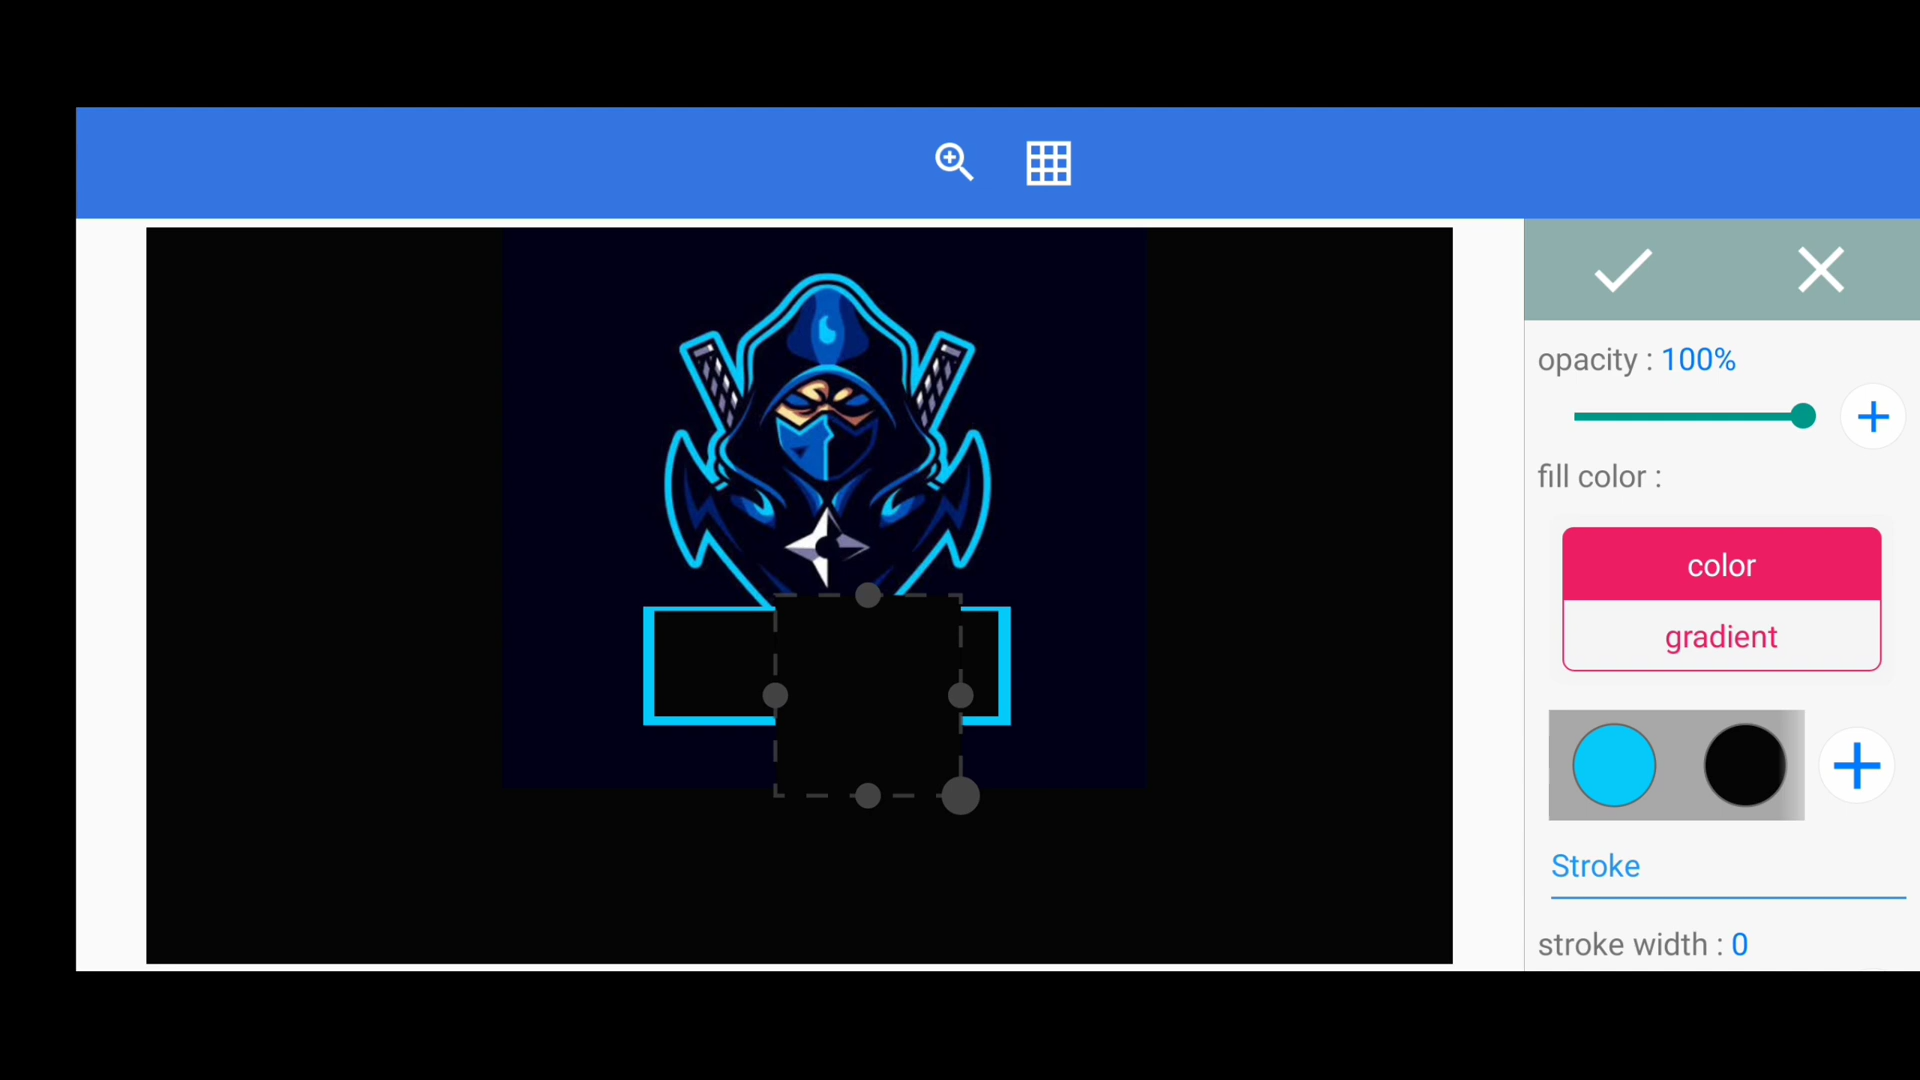 opacity : 100%
fill color :
color
gradient
Stroke
stroke width : 0